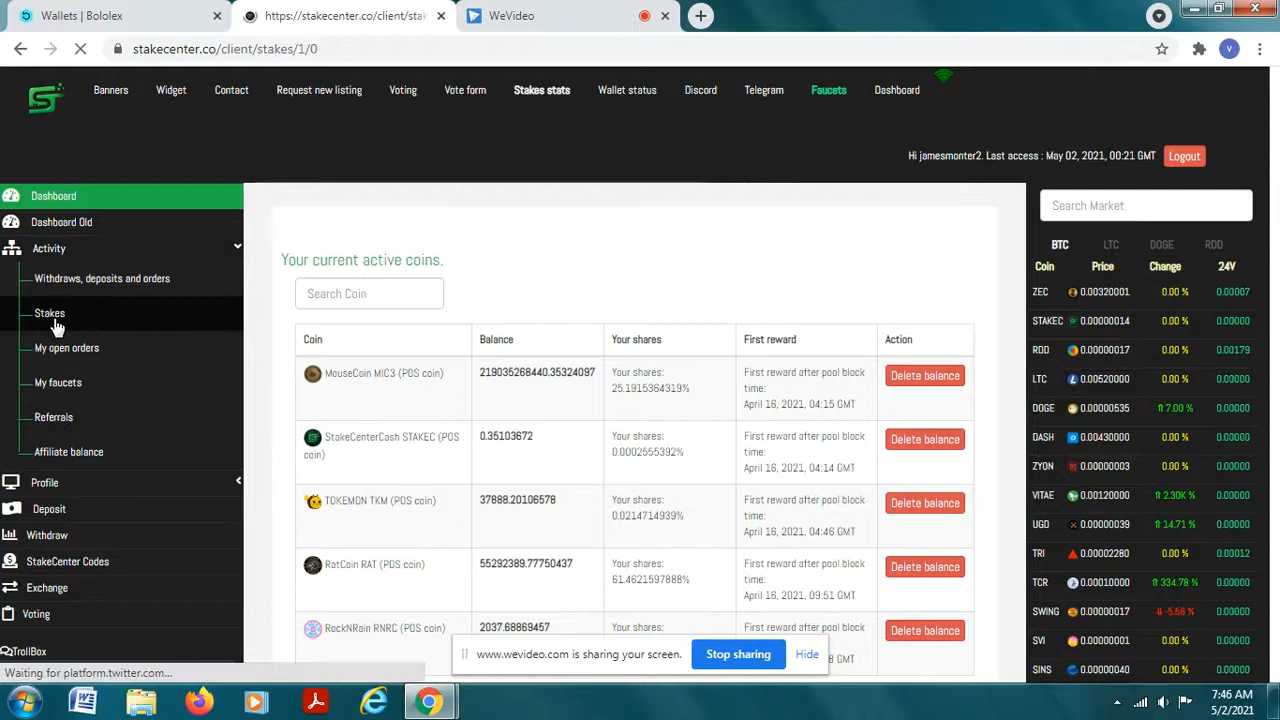 Wallets | Bololex
https://stakecenter.co/client/sta
WeVideo
stakecenter.co/client/stakes/1/0
V
Banners Widget Contact Request new listing Voting Vote form Stakes stats Wallet status Discord Telegram Faucets Dashboard
Hi jamesmonter2. Last access : May 02, 2021, 00:21 GMT Logout
Dashboard
Dashboard Old
Activity
Withdraws, deposits and orders
Stakes
My open orders
My faucets
Referrals
Affiliate balance
Profile
Deposit
Withdraw
StakeCenter Codes
Exchange
Voting
TrollBox
Waiting for platform.twitter.com...
Your current active coins.
Search Coin
Coin Balance Your shares First reward Action
MouseCoin MIC3 (POS coin) 219035268440.35324097 Your shares: 25.1915364319% First reward after pool block time: April 16, 2021, 04:15 GMT Delete balance
StakeCenterCash STAKEC (POS coin) 0.35103672 Your shares: 0.0002555392% First reward after pool block time: April 16, 2021, 04:14 GMT Delete balance
TOKEMON TKM (POS coin) 37888.20106578 Your shares: 0.0214714939% First reward after pool block time: April 16, 2021, 04:46 GMT Delete balance
RatCoin RAT (POS coin) 55292389.77750437 Your shares: 61.4621597888% First reward after pool block time: April 16, 2021, 09:51 GMT Delete balance
RockNRain RNRC (POS coin) 2037.68869457 Your shares: First reward after pool block Delete balance
8 GMT
www.wevideo.com is sharing your screen. Stop sharing Hide
Search Market
BTC LTC DOGE RDD
Coin Price Change 24V
ZEC 0.00320001 0.00 % 0.00007
STAKEC 0.00000014 0.00 % 0.00000
RDD 0.00000017 0.00 % 0.00179
LTC 0.00520000 0.00 % 0.00000
DOGE 0.00000535 ⇑ 7.00 % 0.00000
DASH 0.00430000 0.00 % 0.00000
ZYON 0.00000003 0.00 % 0.00000
VITAE 0.00120000 ⇑ 2.30K % 0.00000
UGD 0.00000039 ⇑ 14.71 % 0.00000
TRI 0.00002280 0.00 % 0.00012
TCR 0.00010000 ⇑ 334.78 % 0.00000
SWING 0.00000017 ⇓ -5.56 % 0.00000
SVI 0.00000001 0.00 % 0.00000
SINS 0.00000040 0.00 % 0.00000
7:46 AM
5/2/2021